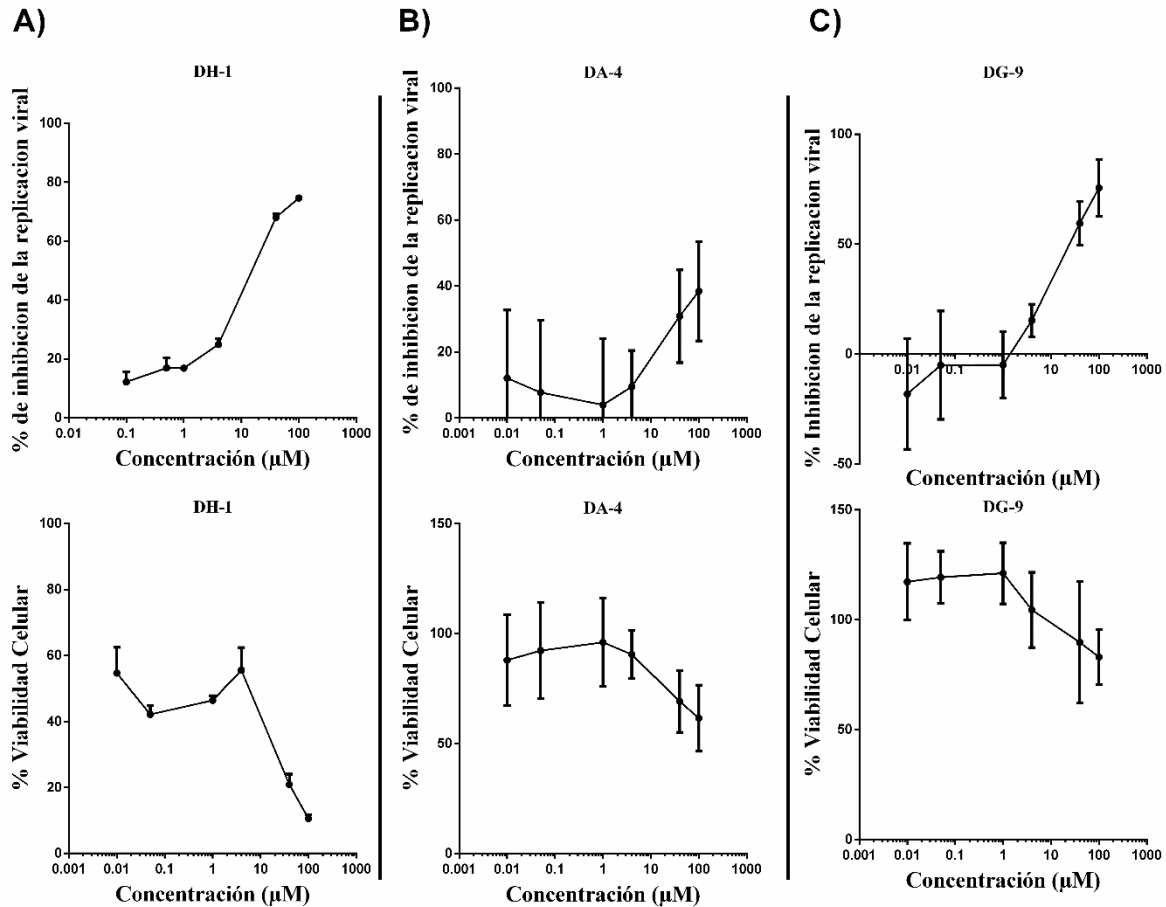 A)
DH-1
% de inhibicion de la replicacion viral
100
80
60
40
20
0
0.01 0.1 1 10 100 1000
Concentración (µM)
DH-1
% Viabilidad Celular
100
80
60
40
20
0
0.001 0.01 0.1 1 10 100 1000
Concentración (µM)
B)
DA-4
% de inhibicion de la replicacion viral
100
80
60
40
20
0
0.001 0.01 0.1 1 10 100 1000
Concentración (µM)
DA-4
% Viabilidad Celular
150
100
50
0
0.001 0.01 0.1 1 10 100 1000
Concentración (µM)
C)
DG-9
% Inhibicion de la replicacion viral
100
50
0
-50
0.001 0.01 0.1 1 10 100 1000
Concentración (µM)
DG-9
% Viabilidad Celular
150
100
50
0
0.001 0.01 0.1 1 10 100 1000
Concentración (µM)